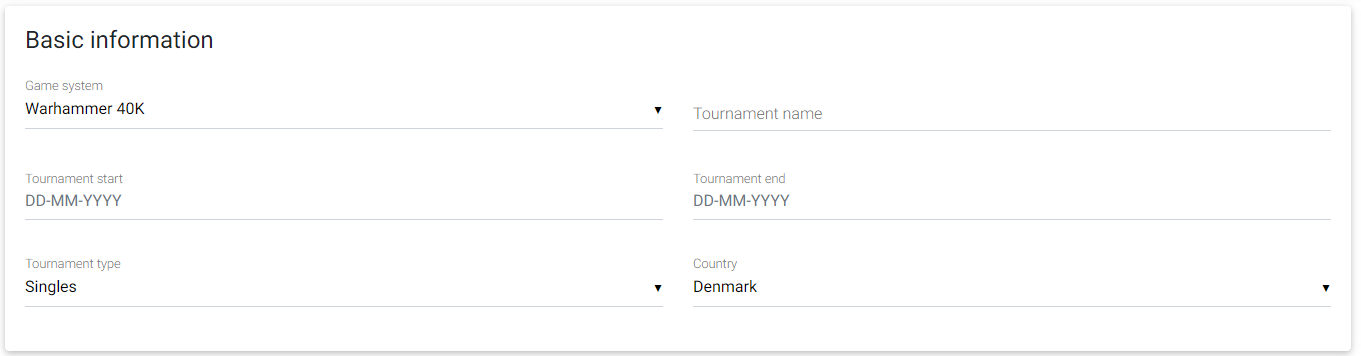 Basic information
Game system
Warhammer 40K
Tournament name
Tournament start
DD-MM-YYYY
Tournament end
DD-MM-YYYY
Tournament type
Singles
Country
Denmark